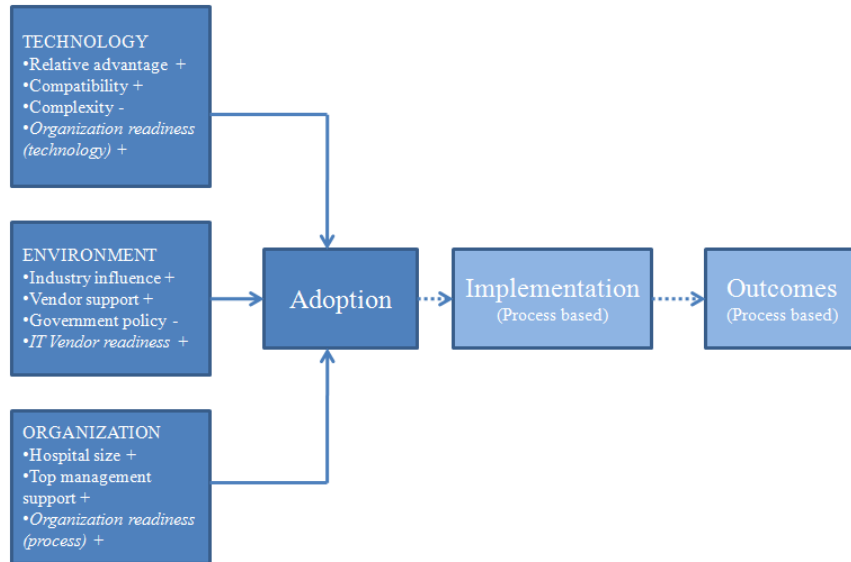 TECHNOLOGY
•Relative advantage +
•Compatibility +
•Complexity -
•Organization readiness
(technology) +
ENVIRONMENT
•Industry influence +
•Vendor support +
•Government policy -
•IT Vendor readiness +
Adoption
Implementation
(Process based)
Outcomes
(Process based)
ORGANIZATION
•Hospital size +
•Top management
support +
•Organization readiness
(process) +